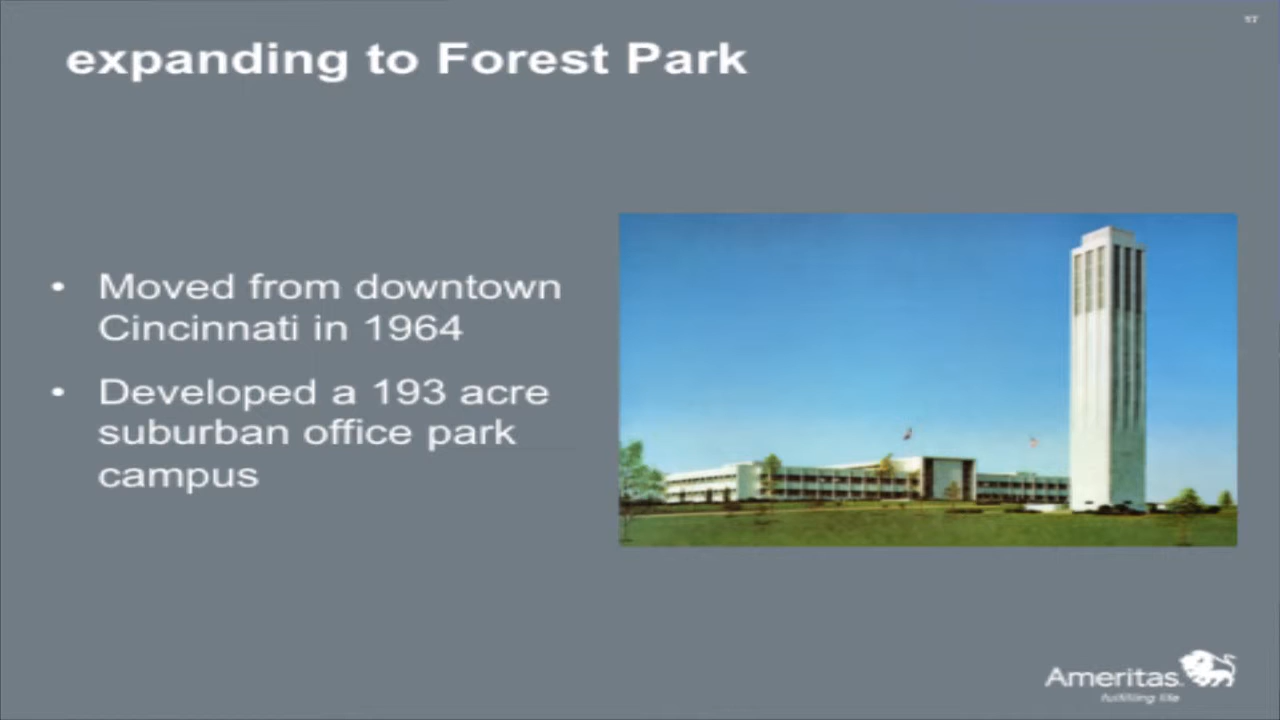 expanding to Forest Park
• Moved from downtown
Cincinnati in 1964
• Developed a 193 acre
suburban office park
campus
Ameritas
fulfilling life